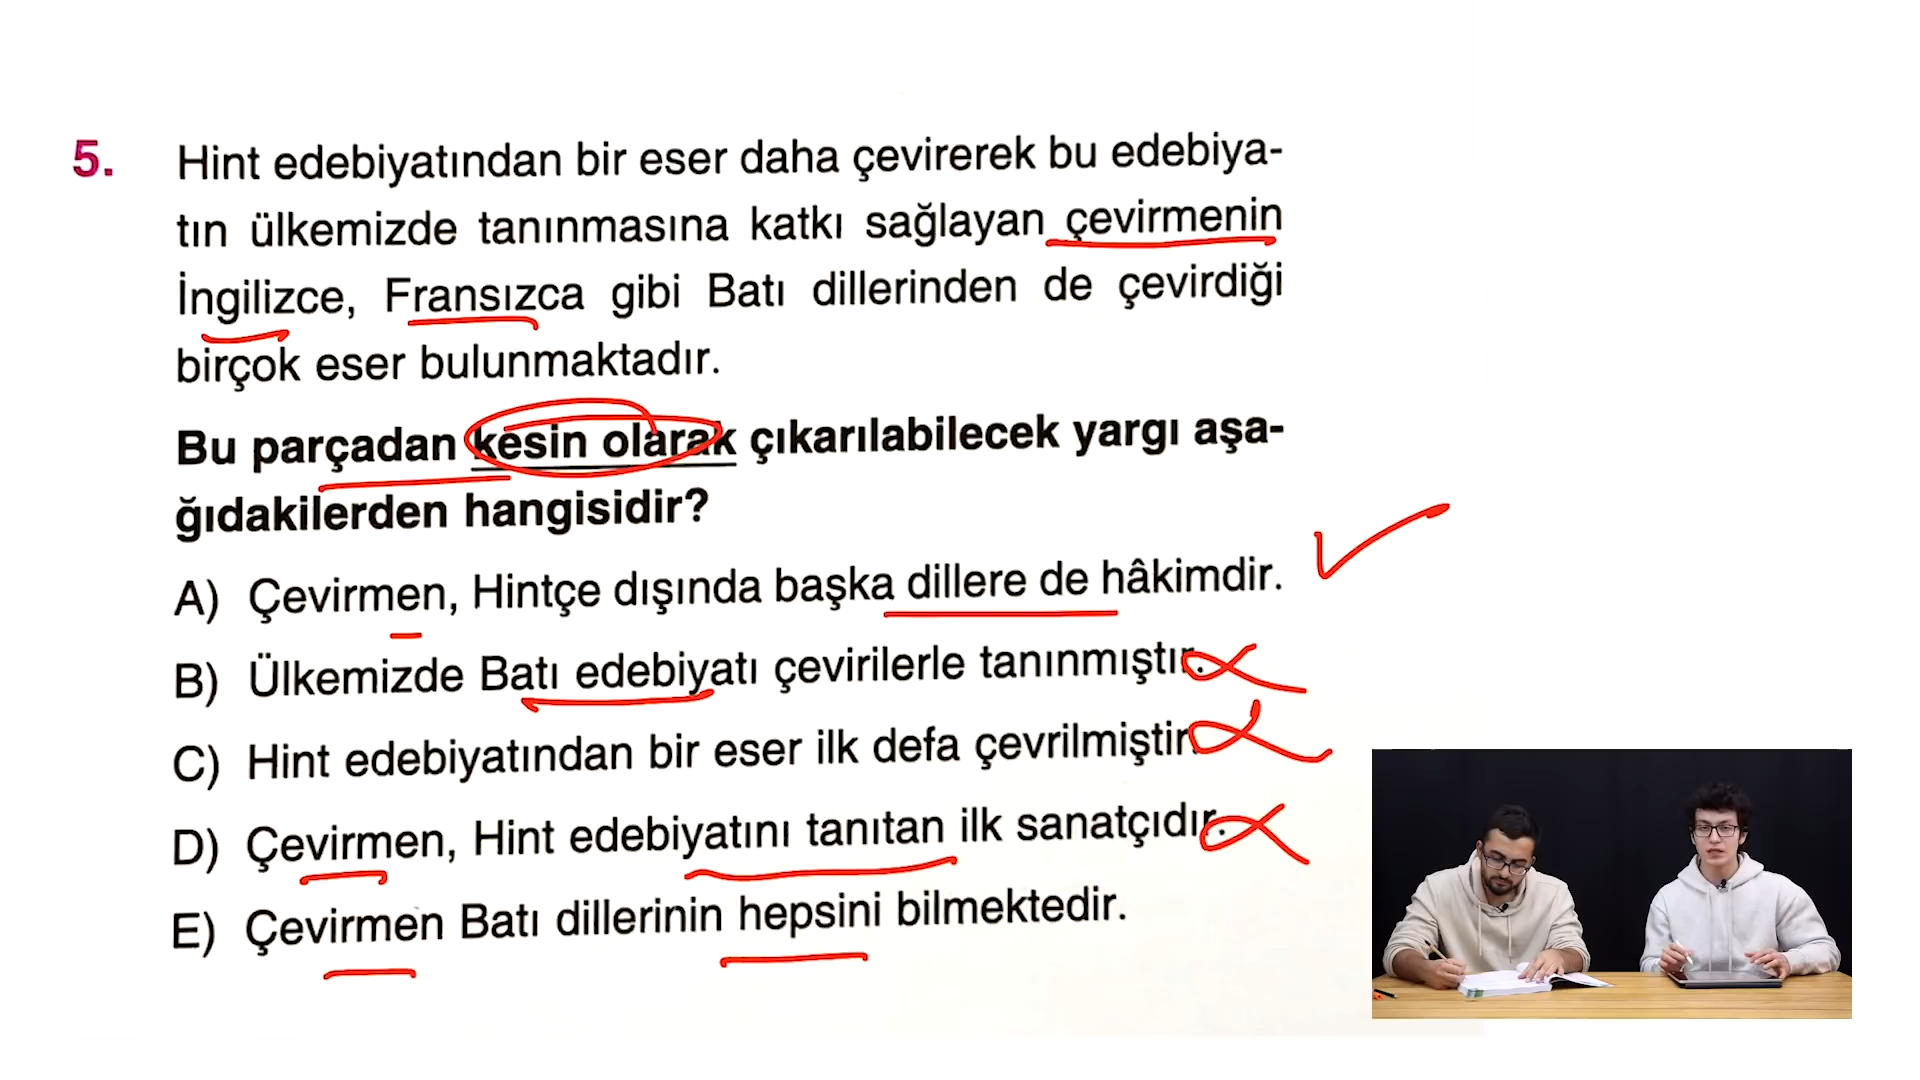 5. Hint edebiyatından bir eser daha çevirerek bu edebiya-
tın ülkemizde tanınmasına katkı sağlayan çevirmenin
İngilizce, Fransızca gibi Batı dillerinden de çevirdiği
birçok eser bulunmaktadır.
Bu parçadan kesin olarak çıkarılabilecek yargı aşa-
ğıdakilerden hangisidir?
A) Çevirmen, Hintçe dışında başka dillere de hâkimdir.
B) Ülkemizde Batı edebiyatı çevirilerle tanınmıştır.
C) Hint edebiyatından bir eser ilk defa çevrilmiştir.
D) Çevirmen, Hint edebiyatını tanıtan ilk sanatçıdır.
E) Çevirmen Batı dillerinin hepsini bilmektedir.